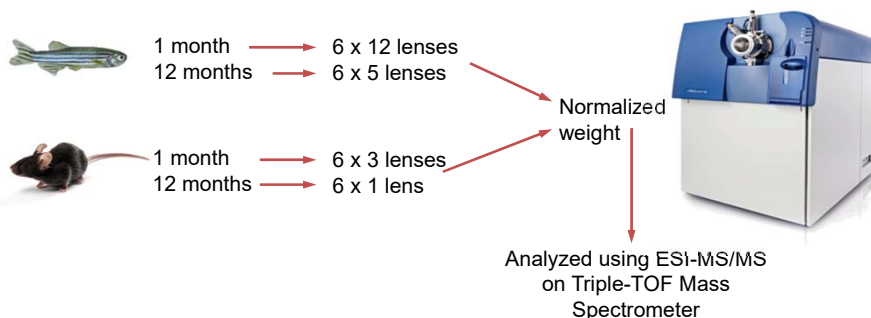 1 month 6 x 12 lenses
12 months 6 x 5 lenses
Normalized
weight
1 month 6 x 3 lenses
12 months 6 x 1 lens
Analyzed using ESI-MS/MS
on Triple-TOF Mass
Spectrometer